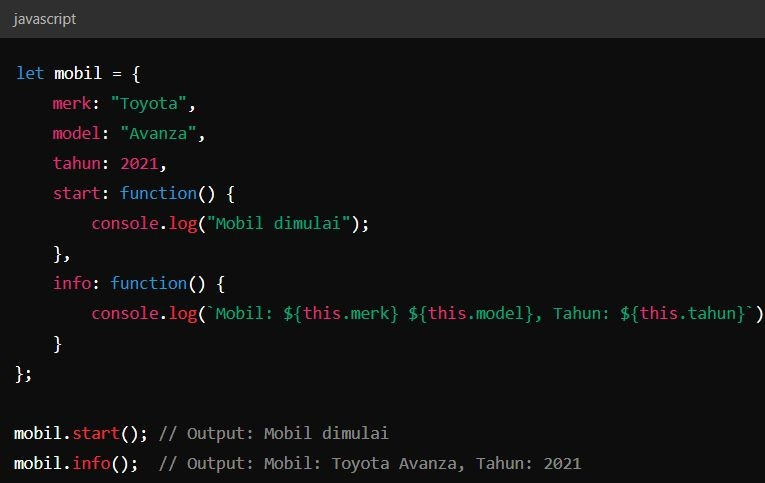 javascript
let mobil = {
    merk: "Toyota",
    model: "Avanza",
    tahun: 2021,
    start: function() {
        console.log("Mobil dimulai");
    },
    info: function() {
        console.log(`Mobil: ${this.merk} ${this.model}, Tahun: ${this.tahun}`)
    }
};
mobil.start(); // Output: Mobil dimulai
mobil.info();  // Output: Mobil: Toyota Avanza, Tahun: 2021